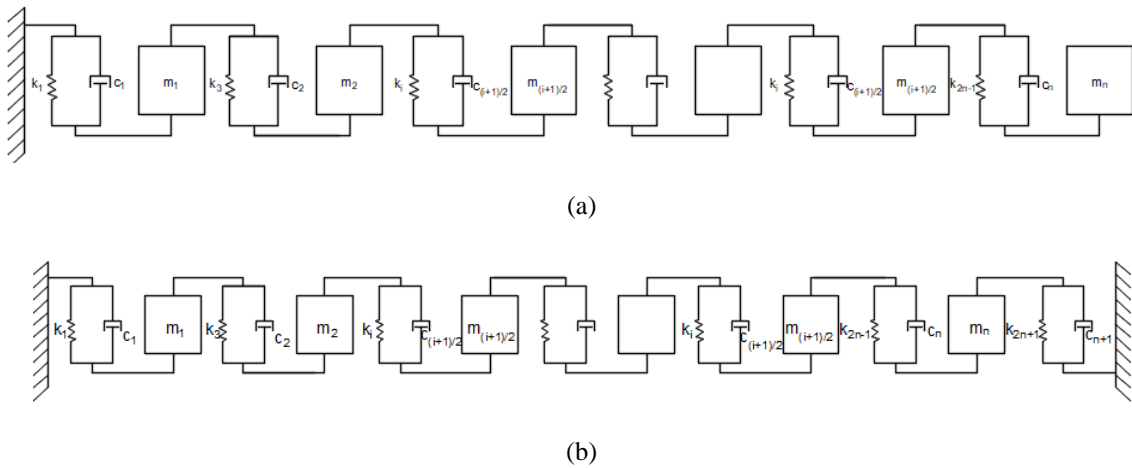 k1 c1 m1 k3 c2 m2 ki c(i+1)/2 m(i+1)/2 ki c(i+1)/2 m(i+1)/2 k2n-1 cn mn
(a)
k1 c1 m1 k3 c2 m2 ki c(i+1)/2 m(i+1)/2 ki c(i+1)/2 m(i+1)/2 k2n-1 cn mn k2n+1 cn+1
(b)